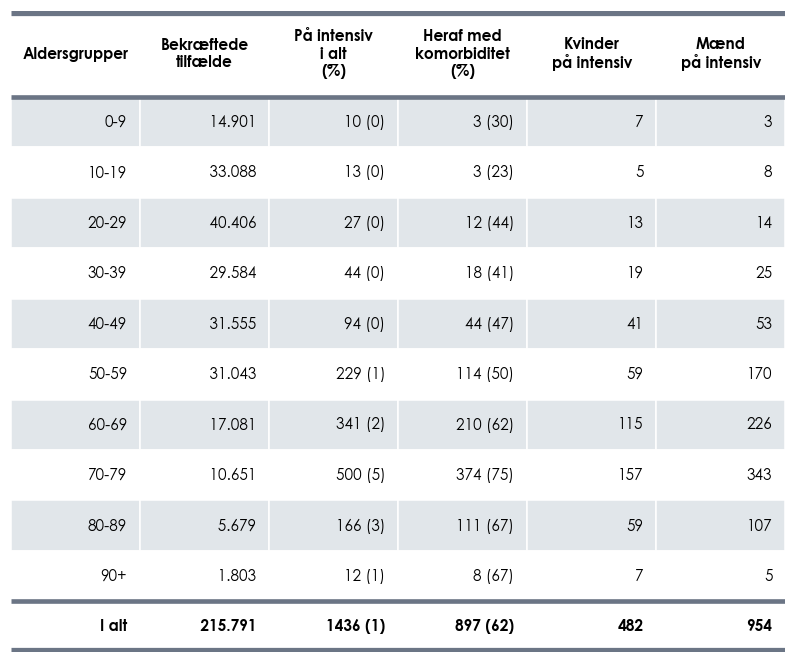 Aldersgrupper Bekræftede tilfælde På intensiv i alt (%) Heraf med komorbiditet (%) Kvinder på intensiv Mænd på intensiv
0-9 14.901 10 (0) 3 (30) 7 3
10-19 33.088 13 (0) 3 (23) 5 8
20-29 40.406 27 (0) 12 (44) 13 14
30-39 29.584 44 (0) 18 (41) 19 25
40-49 31.555 94 (0) 44 (47) 41 53
50-59 31.043 229 (1) 114 (50) 59 170
60-69 17.081 341 (2) 210 (62) 115 226
70-79 10.651 500 (5) 374 (75) 157 343
80-89 5.679 166 (3) 111 (67) 59 107
90+ 1.803 12 (1) 8 (67) 7 5
I alt 215.791 1436 (1) 897 (62) 482 954